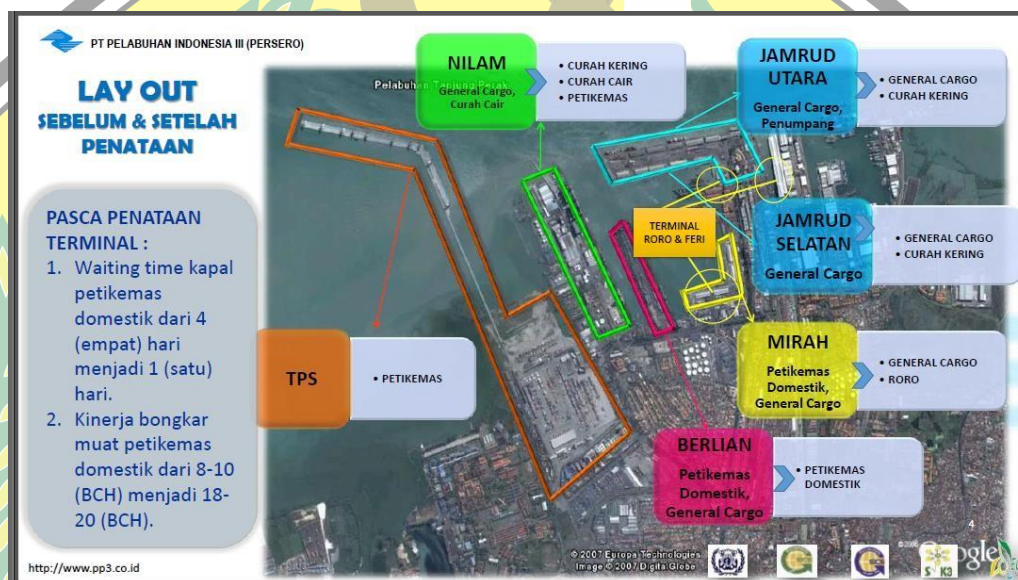 PT PELABUHAN INDONESIA III (PERSERO)
LAY OUT
SEBELUM & SETELAH
PENATAAN
PASCA PENATAAN
TERMINAL :
1. Waiting time kapal
petikemas
domestik dari 4
(empat) hari
menjadi 1 (satu)
hari.
2. Kinerja bongkar
muat petikemas
domestik dari 8-10
(BCH) menjadi 18-
20 (BCH).
http://www.pp3.co.id
Pelabuhan Tanjung Perak
NILAM
General Cargo,
Curah Cair
• CURAH KERING
• CURAH CAIR
• PETIKEMAS
JAMRUD
UTARA
General Cargo,
Penumpang
• GENERAL CARGO
• CURAH KERING
TERMINAL
RORO & FERI
JAMRUD
SELATAN
General Cargo
• GENERAL CARGO
• CURAH KERING
TPS
• PETIKEMAS
MIRAH
Petikemas
Domestik,
General Cargo
• GENERAL CARGO
• RORO
BERLIAN
Petikemas
Domestik,
General Cargo
• PETIKEMAS
DOMESTIK
4
© 2007 Europa Technologies
Image © 2007 Digital Globe